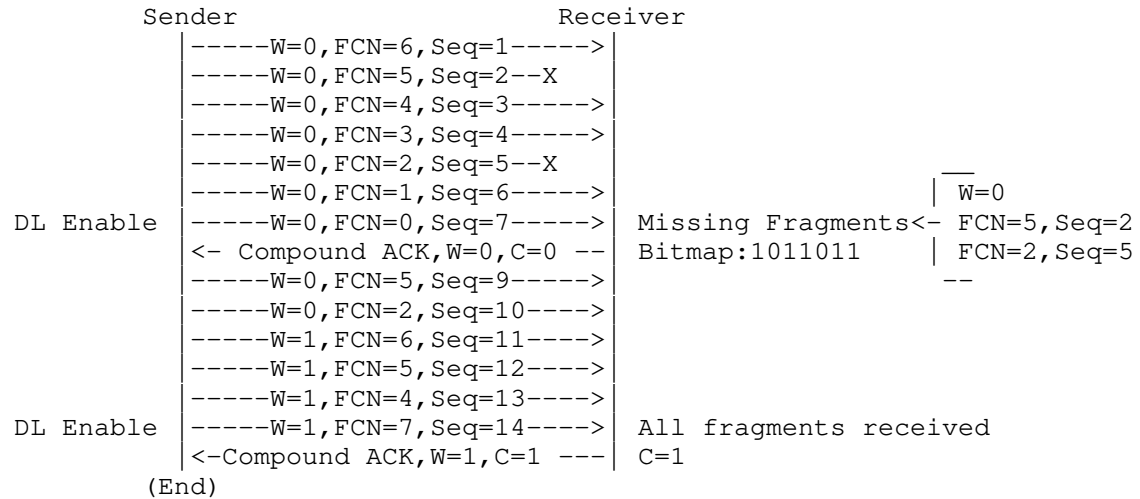 Sender                     Receiver
          |-----W=0,FCN=6,Seq=1----->|
          |-----W=0,FCN=5,Seq=2--X   |
          |-----W=0,FCN=4,Seq=3----->|
          |-----W=0,FCN=3,Seq=4----->|
          |-----W=0,FCN=2,Seq=5--X   |                    __
          |-----W=0,FCN=1,Seq=6----->|                   | W=0
DL Enable |-----W=0,FCN=0,Seq=7----->| Missing Fragments<- FCN=5,Seq=2
          |<- Compound ACK,W=0,C=0 --| Bitmap:1011011    | FCN=2,Seq=5
          |-----W=0,FCN=5,Seq=9----->|                    --
          |-----W=0,FCN=2,Seq=10---->|
          |-----W=1,FCN=6,Seq=11---->|
          |-----W=1,FCN=5,Seq=12---->|
          |-----W=1,FCN=4,Seq=13---->|
DL Enable |-----W=1,FCN=7,Seq=14---->| All fragments received
          |<-Compound ACK,W=1,C=1 ---| C=1
        (End)